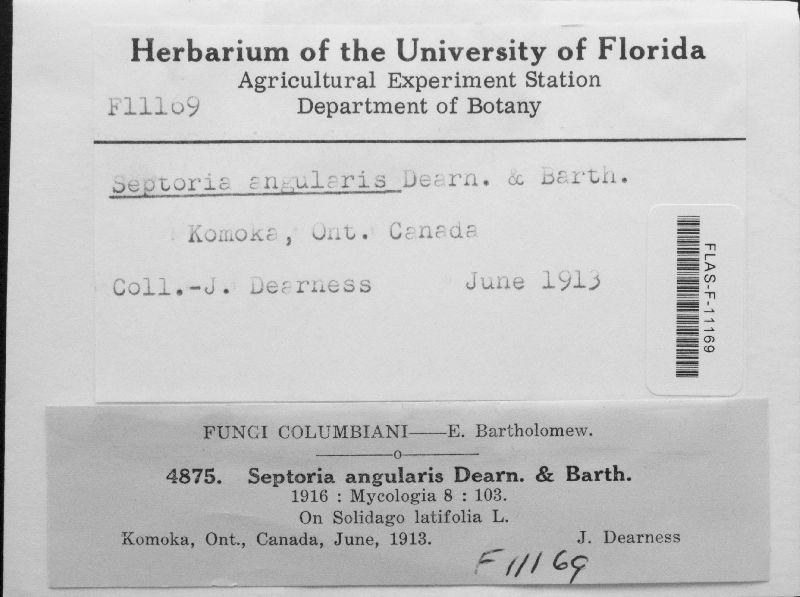 Herbarium of the University of Florida
Agricultural Experiment Station
F11169 Department of Botany
Septoria angularis Dearn. & Barth.
Komoka, Ont. Canada
Coll.-J. Dearness June 1913
FLAS-F-11169
FUNGI COLUMBIANI——E. Bartholomew.
4875. Septoria angularis Dearn. & Barth.
1916 : Mycologia 8 : 103.
On Solidago latifolia L.
Komoka, Ont., Canada, June, 1913. J. Dearness
F11169